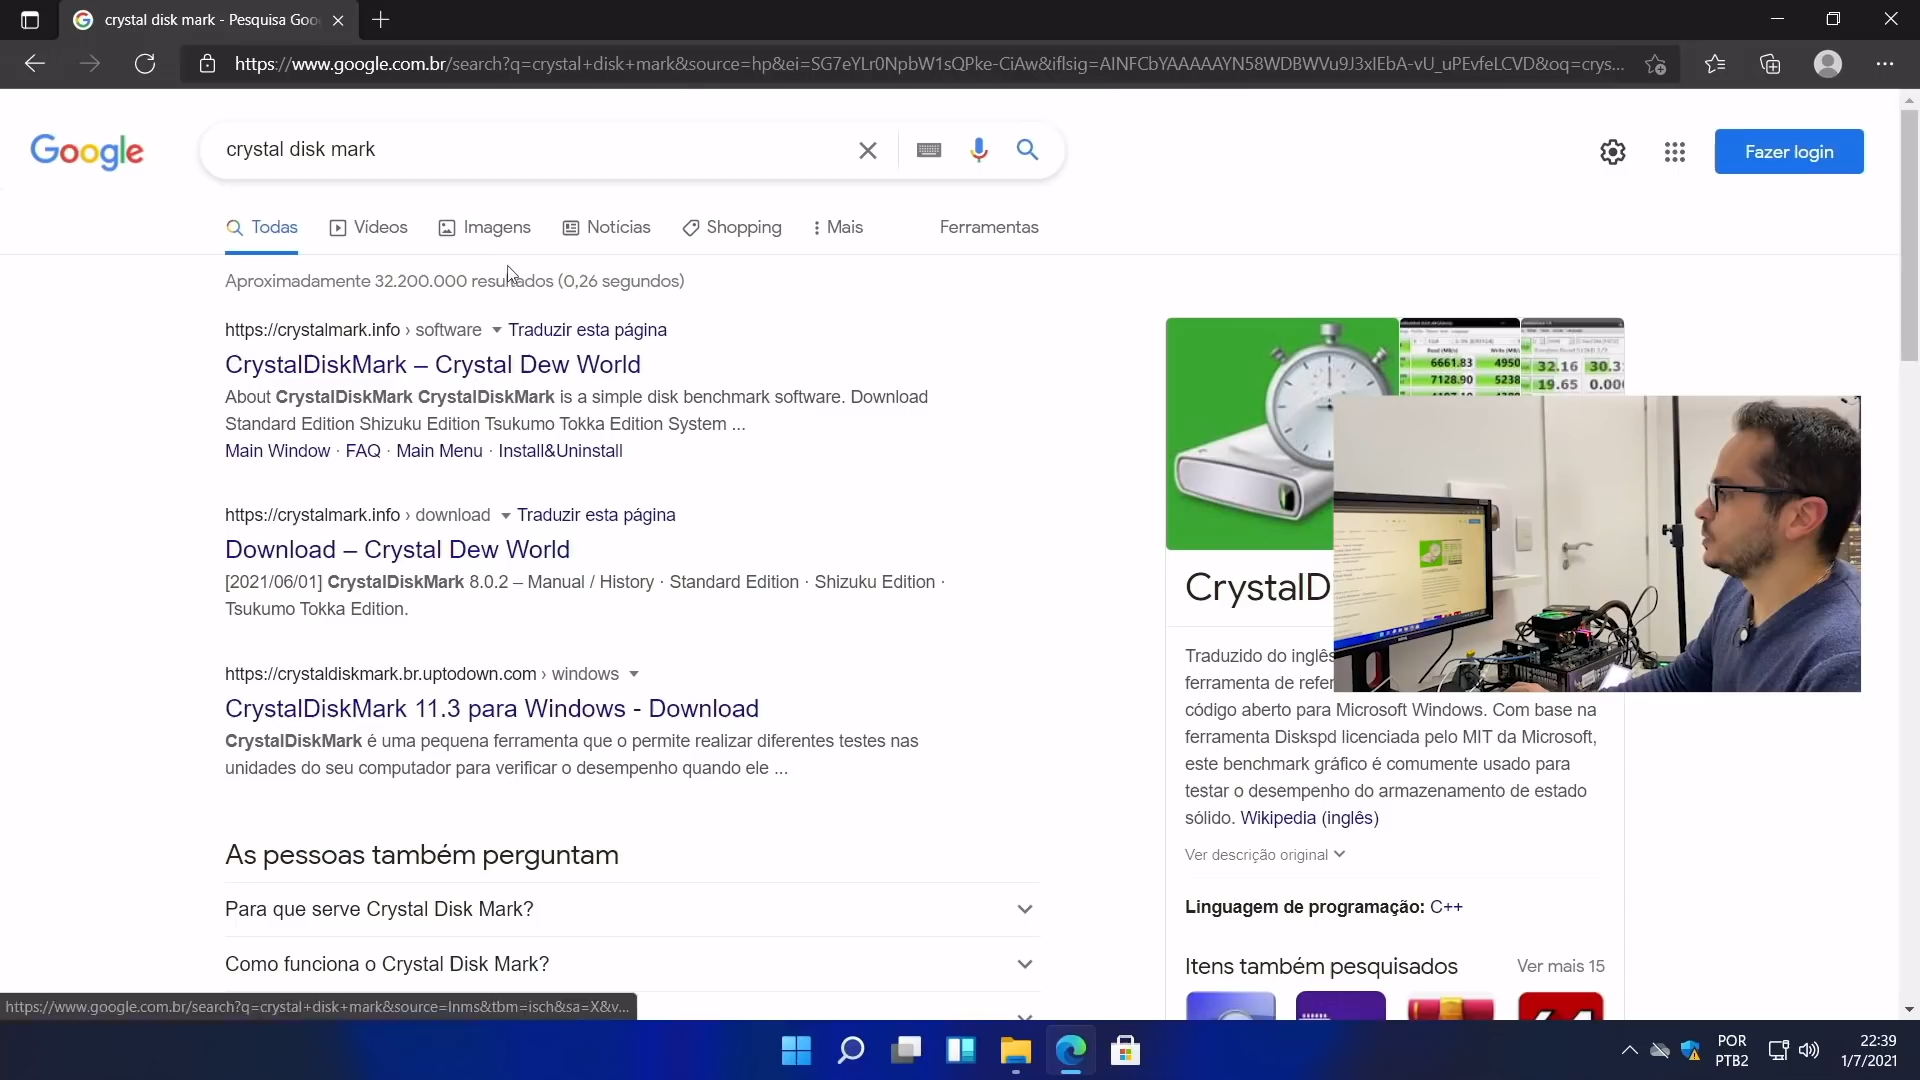 crystal disk mark - Pesquisa Goo
https://www.google.com.br/search?q=crystal+disk+mark&source=hp&ei=SG7eYLr0NpbW1sQPke-CiAw&iflsig=AINFCbYAAAAAYN58WDBWVu9J3xlEbA-vU_uPEvfeLCVD&oq=crys...
Google
crystal disk mark
Fazer login
Todas
Vídeos
Imagens
Notícias
Shopping
Mais
Ferramentas
Aproximadamente 32.200.000 resultados (0,26 segundos)
https://crystalmark.info › software
Traduzir esta página
CrystalDiskMark – Crystal Dew World
About CrystalDiskMark CrystalDiskMark is a simple disk benchmark software. Download
Standard Edition Shizuku Edition Tsukumo Tokka Edition System ...
Main Window · FAQ · Main Menu · Install&Uninstall
https://crystalmark.info › download
Traduzir esta página
Download – Crystal Dew World
[2021/06/01] CrystalDiskMark 8.0.2 – Manual / History · Standard Edition · Shizuku Edition ·
Tsukumo Tokka Edition.
https://crystaldiskmark.br.uptodown.com › windows
CrystalDiskMark 11.3 para Windows - Download
CrystalDiskMark é uma pequena ferramenta que o permite realizar diferentes testes nas
unidades do seu computador para verificar o desempenho quando ele ...
As pessoas também perguntam
Para que serve Crystal Disk Mark?
Como funciona o Crystal Disk Mark?
6661.83 4950
7128.90 5238
32.16 30.3
19.65 0.00
CrystalD
Traduzido do inglês
ferramenta de refer
código aberto para Microsoft Windows. Com base na
ferramenta Diskspd licenciada pelo MIT da Microsoft,
este benchmark gráfico é comumente usado para
testar o desempenho do armazenamento de estado
sólido. Wikipedia (inglês)
Ver descrição original
Linguagem de programação: C++
Itens também pesquisados
Ver mais 15
https://www.google.com.br/search?q=crystal+disk+mark&source=lnms&tbm=isch&sa=X&v...
POR
PTB2
22:39
1/7/2021